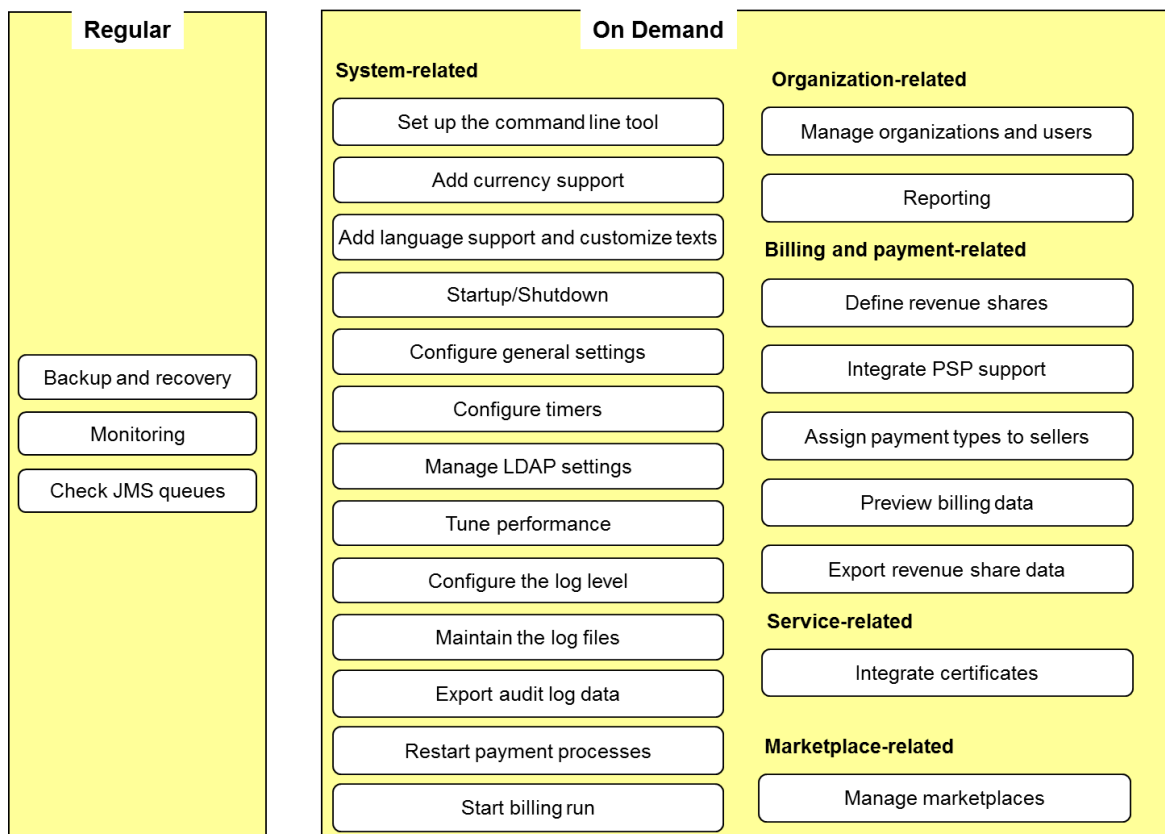 Regular
Backup and recovery
Monitoring
Check JMS queues
On Demand
System-related
Set up the command line tool
Add currency support
Add language support and customize texts
Startup/Shutdown
Configure general settings
Configure timers
Manage LDAP settings
Tune performance
Configure the log level
Maintain the log files
Export audit log data
Restart payment processes
Start billing run
Organization-related
Manage organizations and users
Reporting
Billing and payment-related
Define revenue shares
Integrate PSP support
Assign payment types to sellers
Preview billing data
Export revenue share data
Service-related
Integrate certificates
Marketplace-related
Manage marketplaces